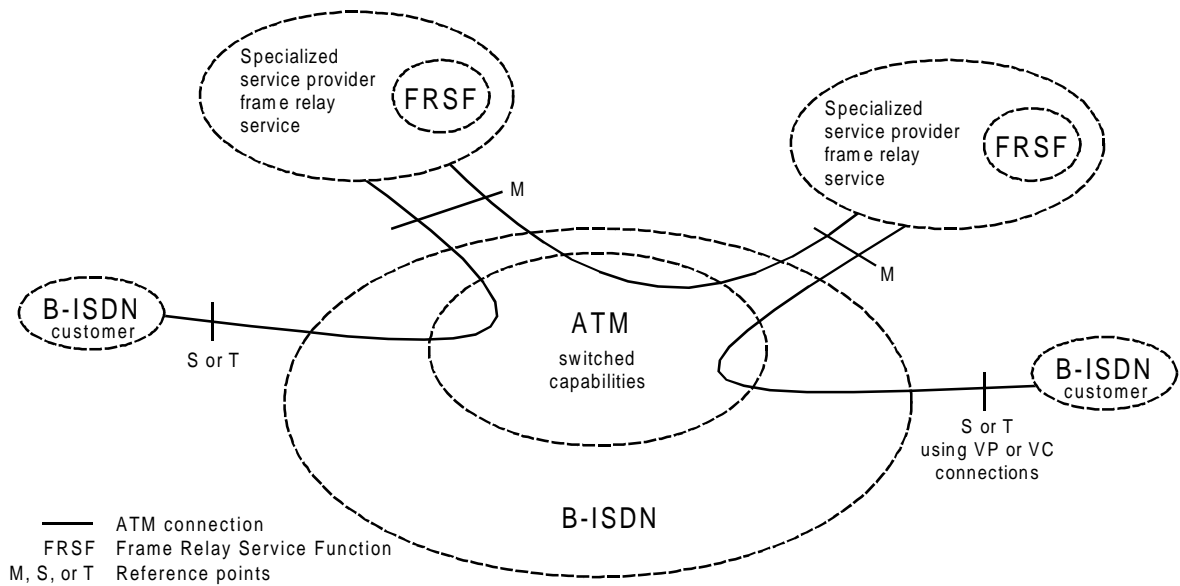 Specialized
service provider
frame relay
service
FRSF
Specialized
service provider
frame relay
service
FRSF
M
M
B-ISDN
customer
S or T
ATM
switched
capabilities
B-ISDN
customer
S or T
using VP or VC
connections
B-ISDN
ATM connection
FRSF Frame Relay Service Function
M, S, or T Reference points